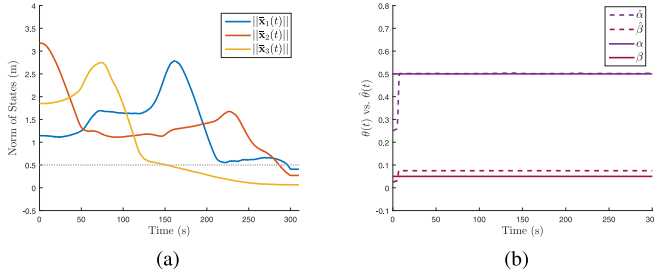 4
3.5
3
2.5
2
1.5
1
0.5
0
-0.5
0 50 100 150 200 250 300
Time (s)
Norm of States (m)
||x̄₁(t)||
||x̄₂(t)||
||x̄₃(t)||
(a)
0.8
0.7
0.6
0.5
0.4
0.3
0.2
0.1
0
-0.1
0 50 100 150 200 250 300
Time (s)
θ(t) vs. θ̂(t)
α̂
β̂
α
β
(b)